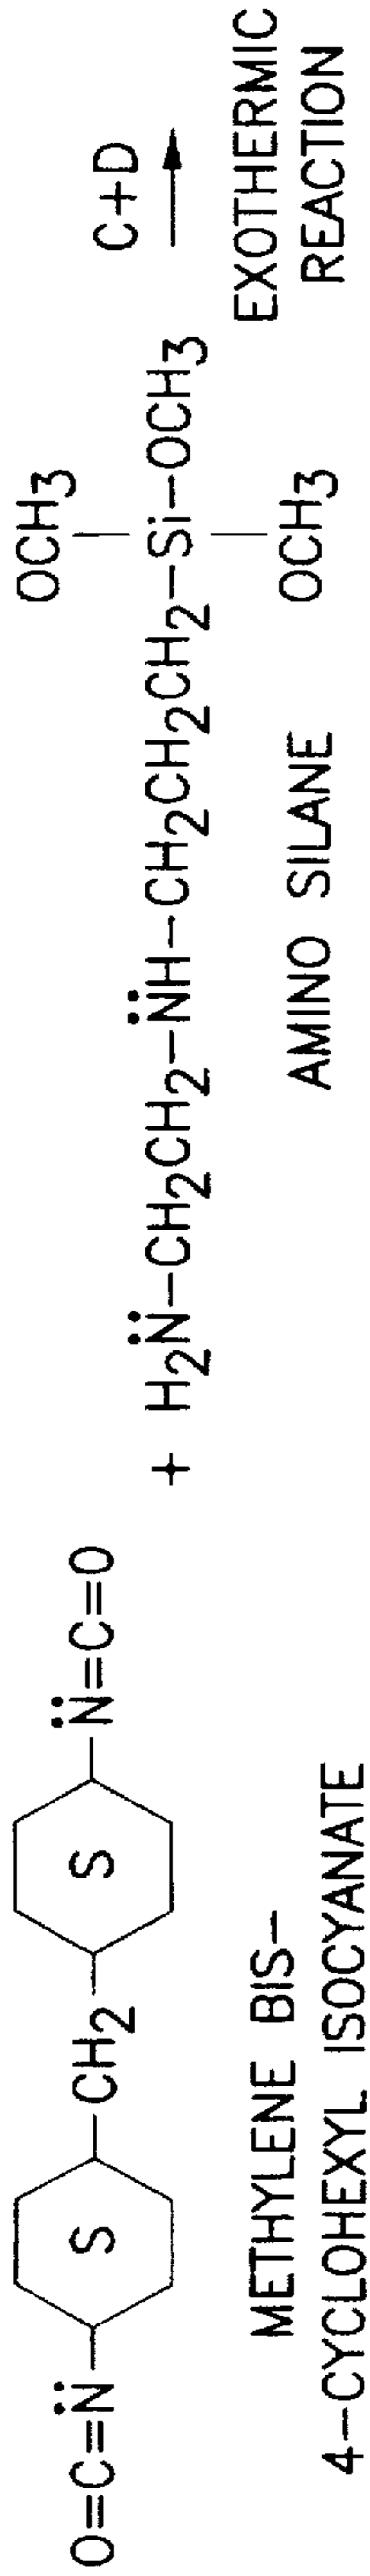 O=C=N̈—S—CH2—S—N̈=C=O
METHYLENE BIS–
4–CYCLOHEXYL ISOCYANATE
+
OCH3
H2N̈–CH2CH2–N̈H–CH2CH2CH2–Si–OCH3
OCH3
AMINO SILANE
C+D
EXOTHERMIC
REACTION